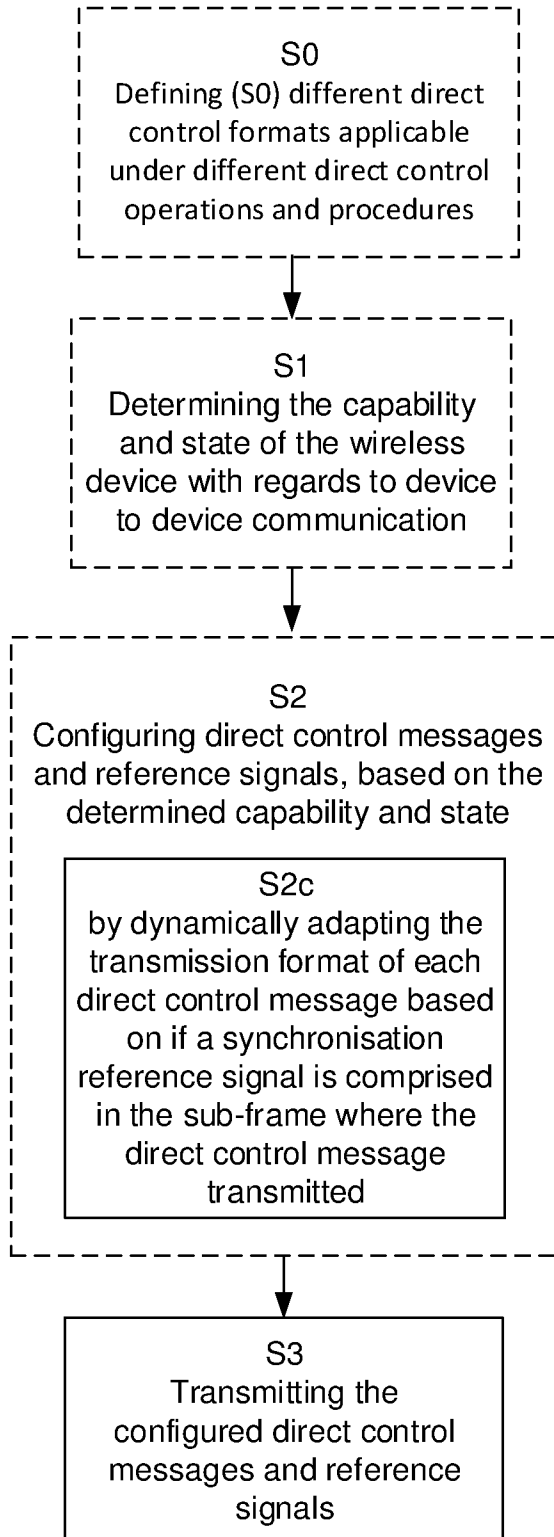 S0
Defining (S0) different direct
control formats applicable
under different direct control
operations and procedures
S1
Determining the capability
and state of the wireless
device with regards to device
to device communication
S2
Configuring direct control messages
and reference signals, based on the
determined capability and state
S2c
by dynamically adapting the
transmission format of each
direct control message based
on if a synchronisation
reference signal is comprised
in the sub-frame where the
direct control message
transmitted
S3
Transmitting the
configured direct control
messages and reference
signals